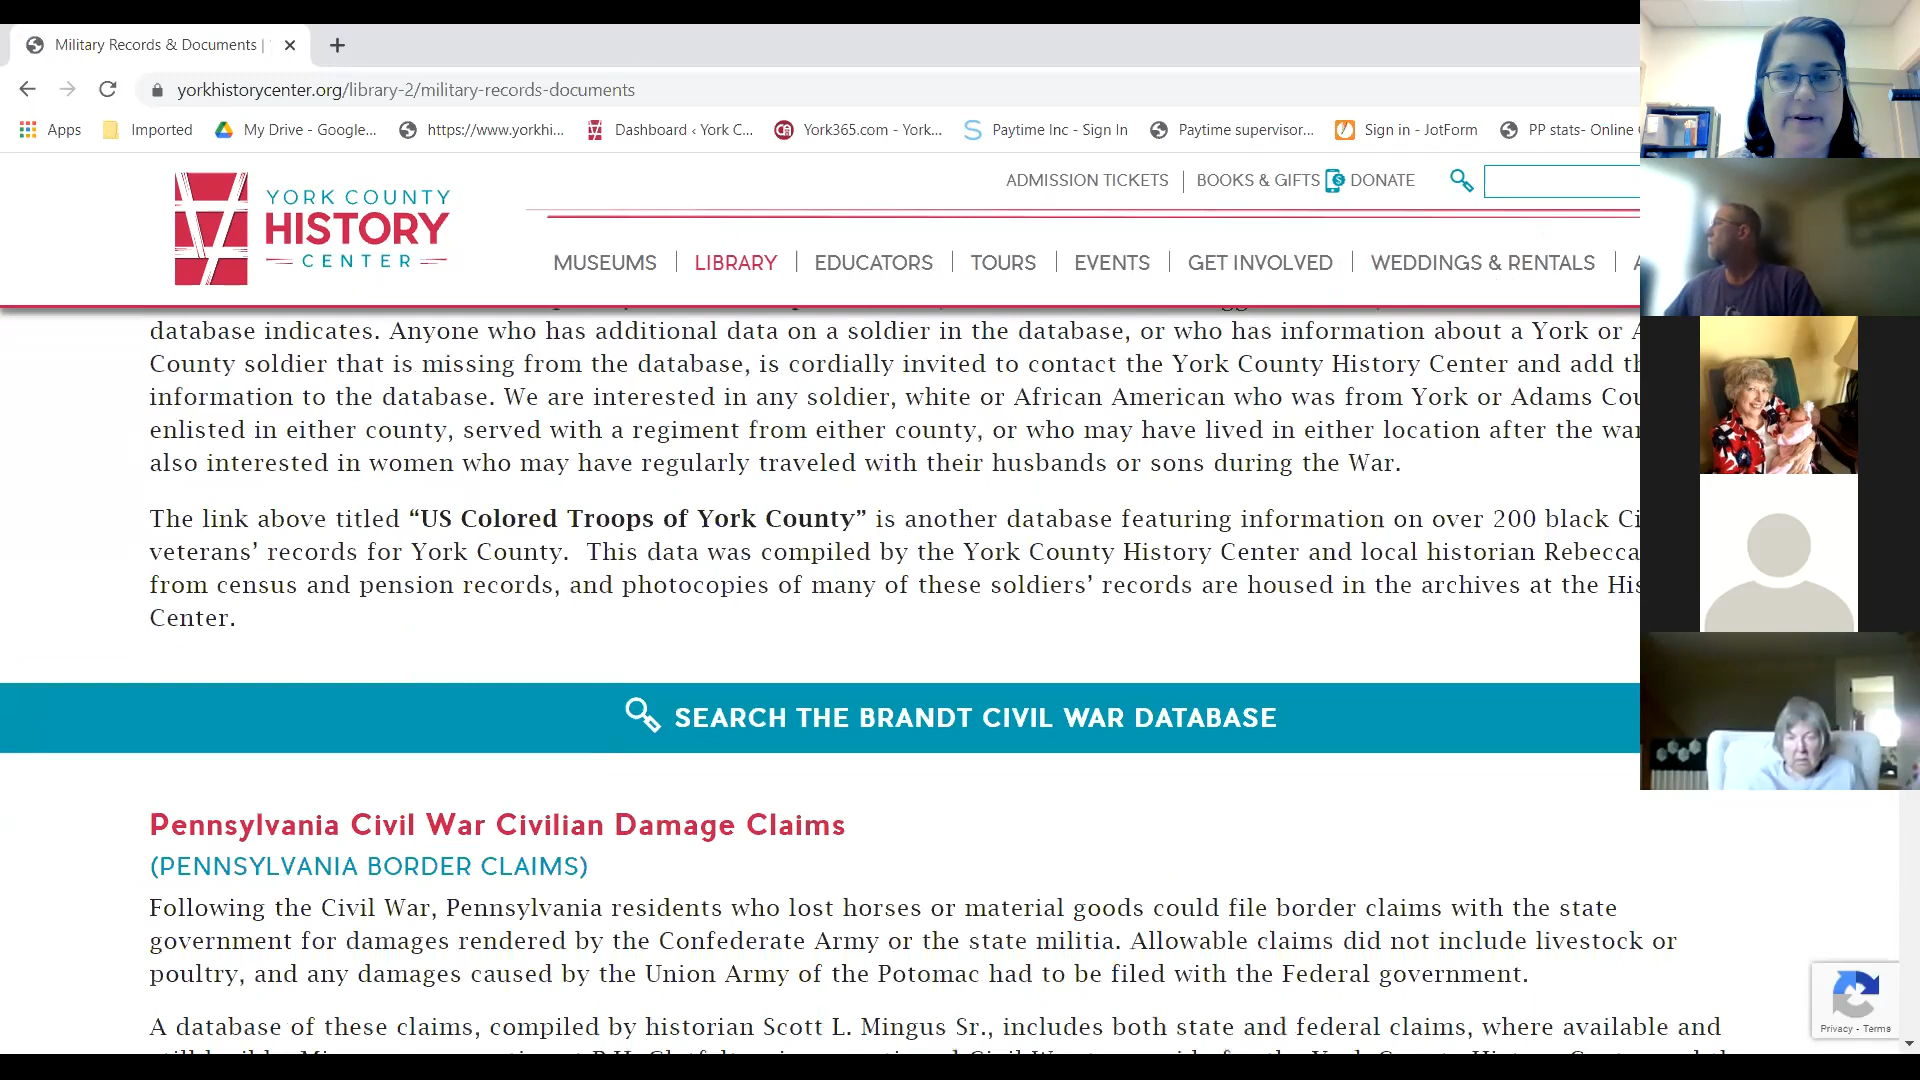 Military Records & Documents |
yorkhistorycenter.org/library-2/military-records-documents
Apps Imported My Drive - Google... https://www.yorkhi... Dashboard ‹ York C... York365.com - York... Paytime Inc - Sign In Paytime supervisor... Sign in - JotForm PP stats- Online
YORK COUNTY
HISTORY
CENTER
ADMISSION TICKETS BOOKS & GIFTS DONATE
MUSEUMS LIBRARY EDUCATORS TOURS EVENTS GET INVOLVED WEDDINGS & RENTALS
database indicates. Anyone who has additional data on a soldier in the database, or who has information about a York or A
County soldier that is missing from the database, is cordially invited to contact the York County History Center and add th
information to the database. We are interested in any soldier, white or African American who was from York or Adams Cou
enlisted in either county, served with a regiment from either county, or who may have lived in either location after the war
also interested in women who may have regularly traveled with their husbands or sons during the War.
The link above titled “US Colored Troops of York County” is another database featuring information on over 200 black Ci
veterans’ records for York County. This data was compiled by the York County History Center and local historian Rebecca
from census and pension records, and photocopies of many of these soldiers’ records are housed in the archives at the His
Center.
SEARCH THE BRANDT CIVIL WAR DATABASE
Pennsylvania Civil War Civilian Damage Claims
(PENNSYLVANIA BORDER CLAIMS)
Following the Civil War, Pennsylvania residents who lost horses or material goods could file border claims with the state
government for damages rendered by the Confederate Army or the state militia. Allowable claims did not include livestock or
poultry, and any damages caused by the Union Army of the Potomac had to be filed with the Federal government.
A database of these claims, compiled by historian Scott L. Mingus Sr., includes both state and federal claims, where available and
Privacy - Terms